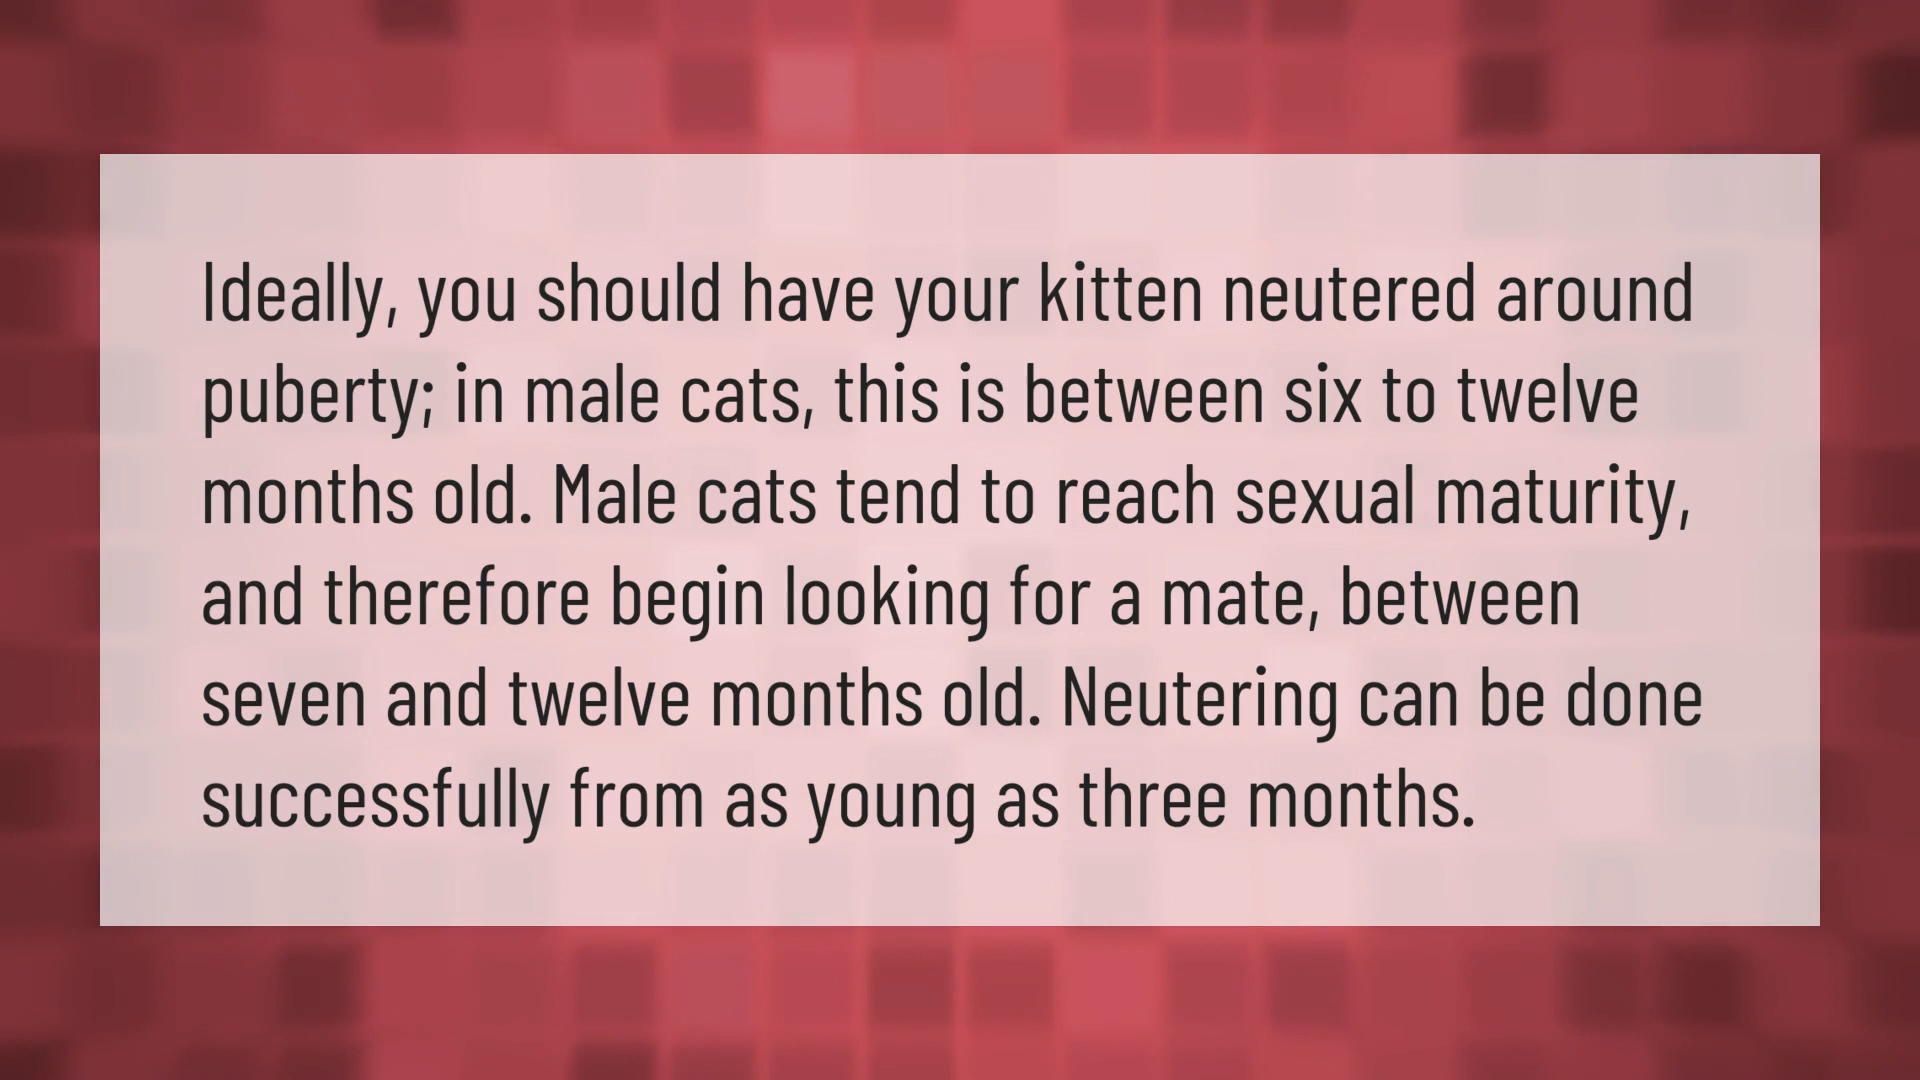 Ideally, you should have your kitten neutered around
puberty; in male cats, this is between six to twelve
months old. Male cats tend to reach sexual maturity,
and therefore begin looking for a mate, between
seven and twelve months old. Neutering can be done
successfully from as young as three months.